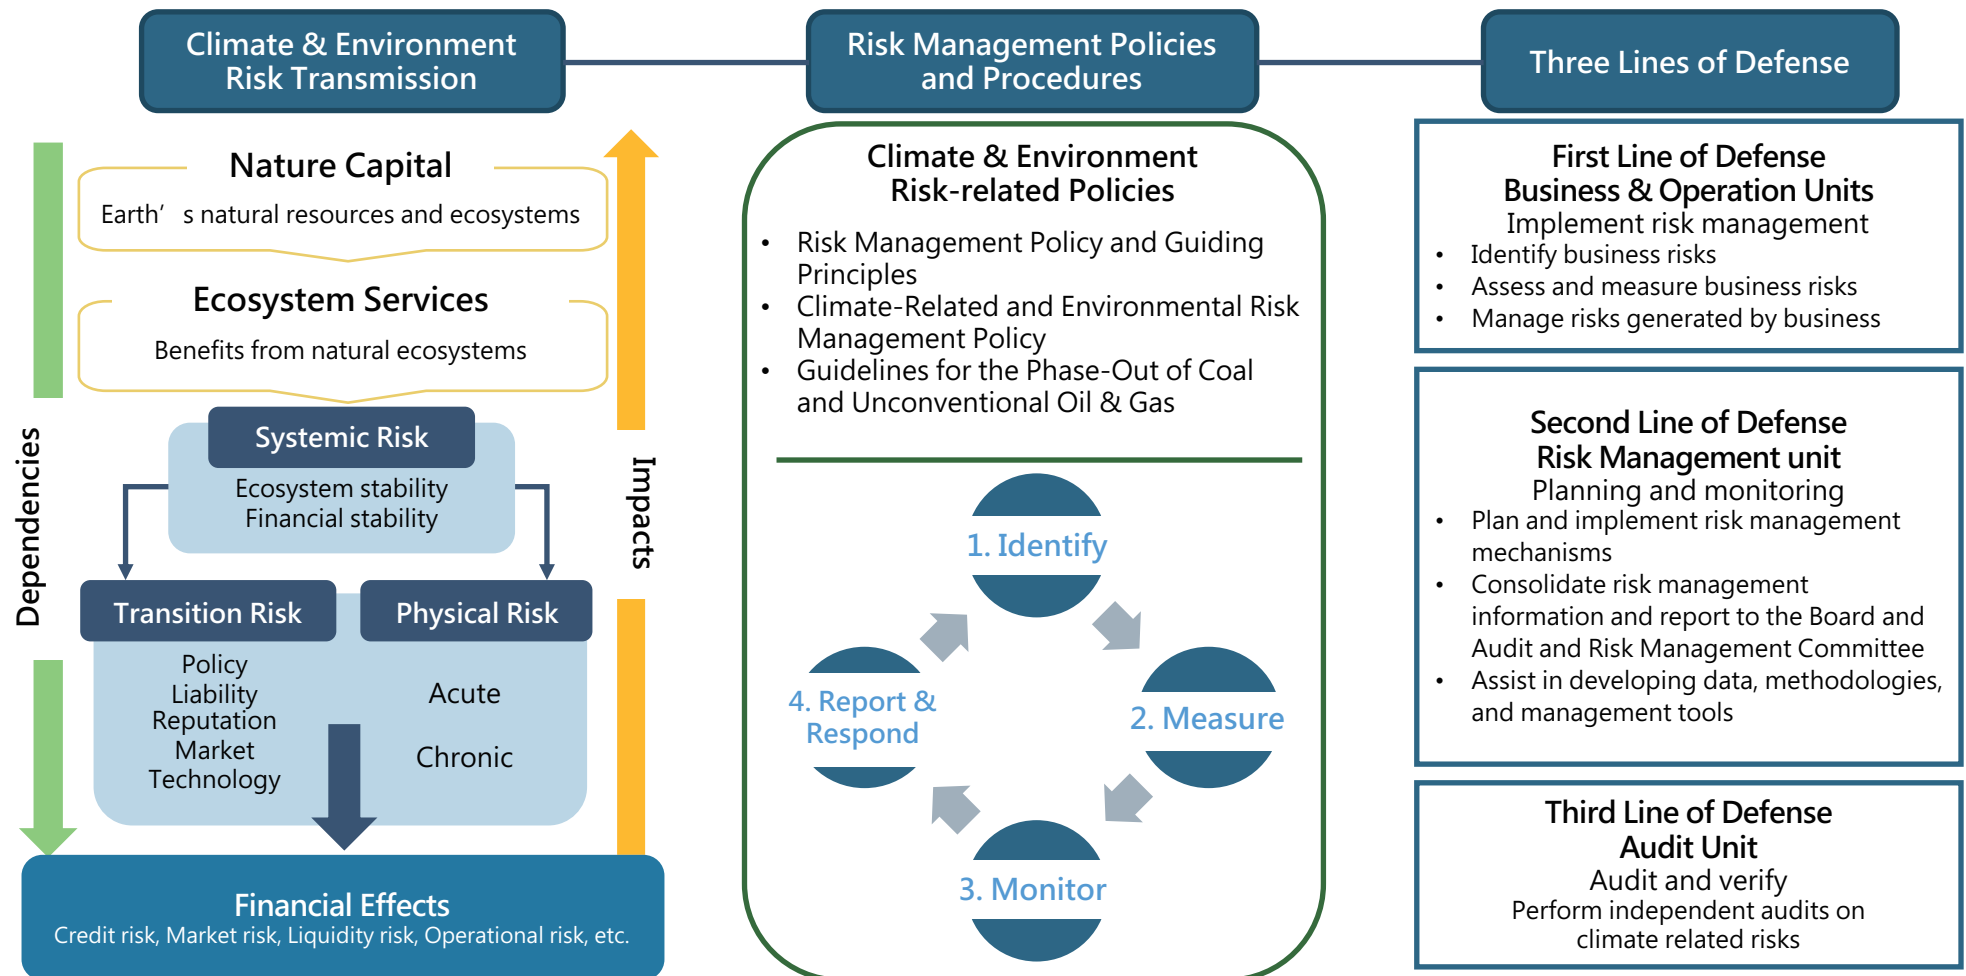 Climate & Environment
Risk Transmission
Risk Management Policies
and Procedures
Three Lines of Defense
Dependencies
Nature Capital
Earth’ s natural resources and ecosystems
Ecosystem Services
Benefits from natural ecosystems
Systemic Risk
Ecosystem stability
Financial stability
Transition Risk
Policy
Liability
Reputation
Market
Technology
Physical Risk
Acute
Chronic
Impacts
Financial Effects
Credit risk, Market risk, Liquidity risk, Operational risk, etc.
Climate & Environment
Risk-related Policies
• Risk Management Policy and Guiding
Principles
• Climate-Related and Environmental Risk
Management Policy
• Guidelines for the Phase-Out of Coal
and Unconventional Oil & Gas
1. Identify
2. Measure
3. Monitor
4. Report &
Respond
First Line of Defense
Business & Operation Units
Implement risk management
• Identify business risks
• Assess and measure business risks
• Manage risks generated by business
Second Line of Defense
Risk Management unit
Planning and monitoring
• Plan and implement risk management
mechanisms
• Consolidate risk management
information and report to the Board and
Audit and Risk Management Committee
• Assist in developing data, methodologies,
and management tools
Third Line of Defense
Audit Unit
Audit and verify
Perform independent audits on
climate related risks